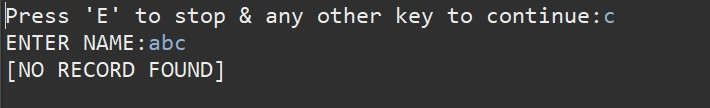 Press 'E' to stop & any other key to continue:c
ENTER NAME:abc
[NO RECORD FOUND]